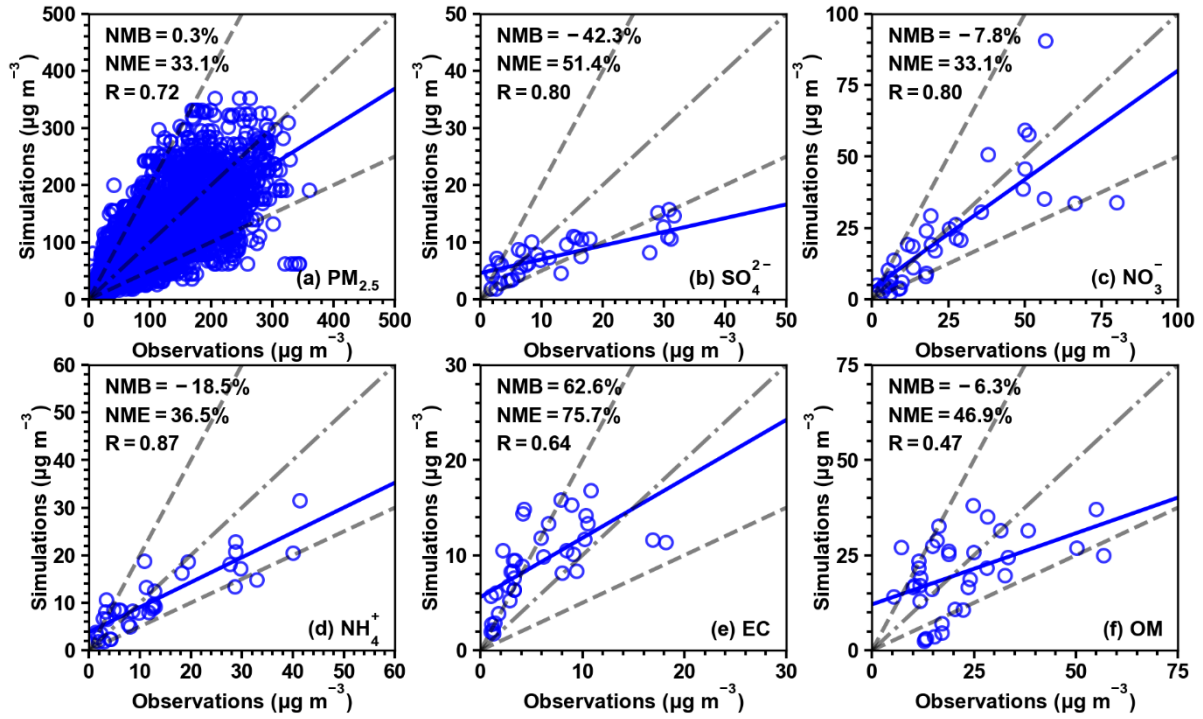 NMB = 0.3%
NME = 33.1%
R = 0.72
(a) PM2.5
Simulations (μg m−3)
Observations (μg m−3)
0 100 200 300 400 500
0 100 200 300 400 500
NMB = −42.3%
NME = 51.4%
R = 0.80
(b) SO4 2−
Simulations (μg m−3)
Observations (μg m−3)
0 10 20 30 40 50
0 10 20 30 40 50
NMB = −7.8%
NME = 33.1%
R = 0.80
(c) NO3 −
Simulations (μg m−3)
Observations (μg m−3)
0 25 50 75 100
0 25 50 75 100
NMB = −18.5%
NME = 36.5%
R = 0.87
(d) NH4 +
Simulations (μg m−3)
Observations (μg m−3)
0 10 20 30 40 50 60
0 10 20 30 40 50 60
NMB = 62.6%
NME = 75.7%
R = 0.64
(e) EC
Simulations (μg m−3)
Observations (μg m−3)
0 10 20 30
0 10 20 30
NMB = −6.3%
NME = 46.9%
R = 0.47
(f) OM
Simulations (μg m−3)
Observations (μg m−3)
0 25 50 75
0 25 50 75